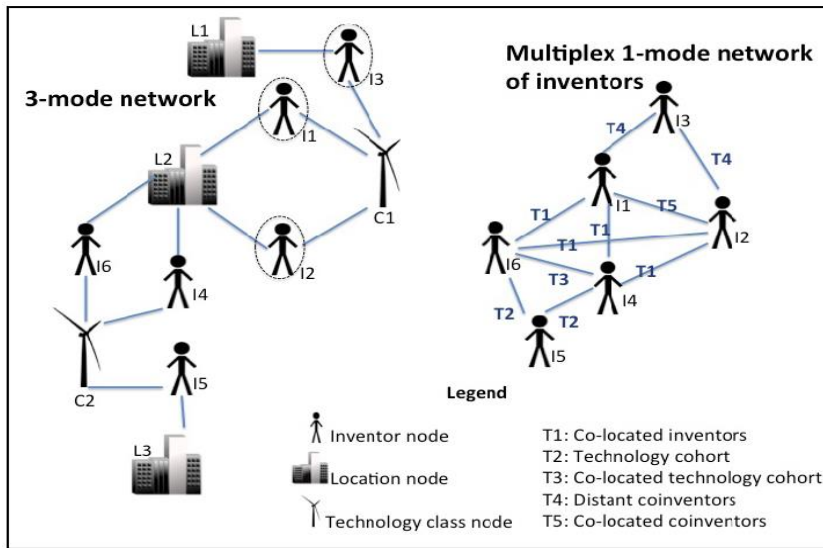 L1
I3
3-mode network
I1
L2
C1
I2
I6
I4
I5
C2
L3
Multiplex 1-mode network
of inventors
I3
T4
T4
I1
T1
T5
T1
I2
T1
I6
T3
T1
I4
T2
T2
I5
Legend
Inventor node
Location node
Technology class node
T1: Co-located inventors
T2: Technology cohort
T3: Co-located technology cohort
T4: Distant coinventors
T5: Co-located coinventors